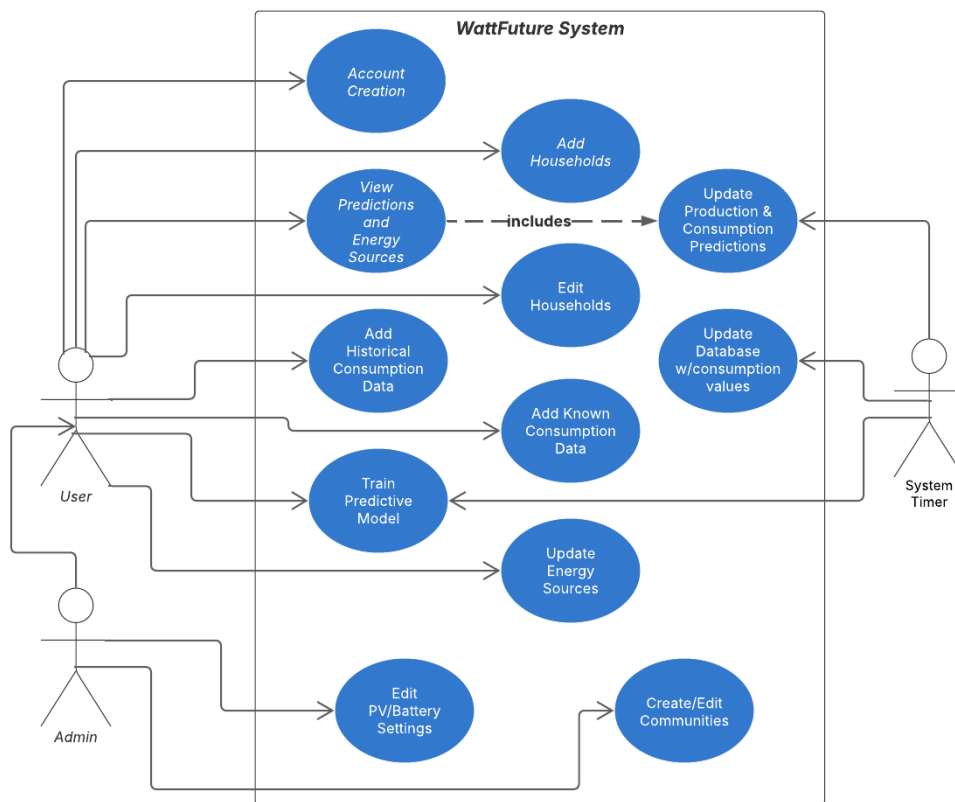 WattFuture System
Account
Creation
Add
Households
View
Predictions
and
Energy
Sources
includes
Update
Production &
Consumption
Predictions
Edit
Households
Add
Historical
Consumption
Data
Update
Database
w/consumption
values
Add Known
Consumption
Data
Train
Predictive
Model
User
System
Timer
Update
Energy
Sources
Edit
PV/Battery
Settings
Create/Edit
Communities
Admin